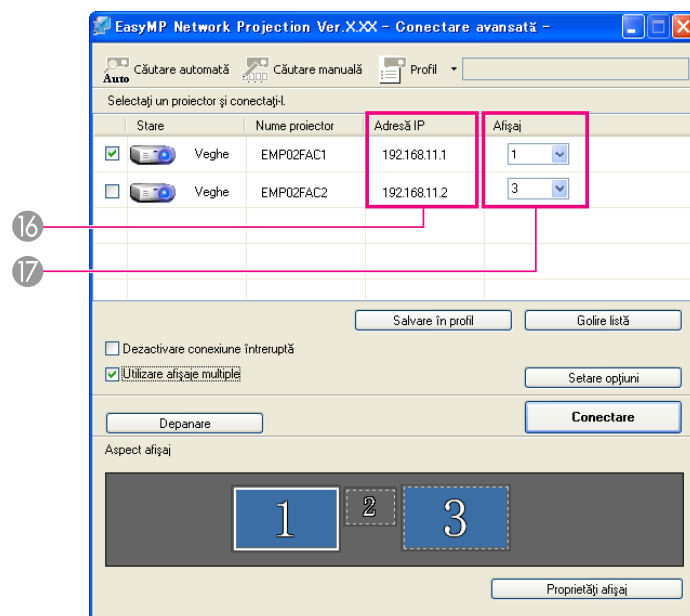 EasyMP Network Projection Ver.X.XX - Conectare avansată -
Auto Căutare automată Căutare manuală Profil
Selectaţi un proiector şi conectaţi-l.
Stare Nume proiector Adresă IP Afişaj
Veghe EMP02FAC1 192.168.11.1 1
Veghe EMP02FAC2 192.168.11.2 3
16
17
Salvare în profil Golire listă
Dezactivare conexiune întreruptă
Utilizare afişaje multiple Setare opţiuni
Depanare Conectare
Aspect afişaj
1 2 3
Proprietăţi afişaj